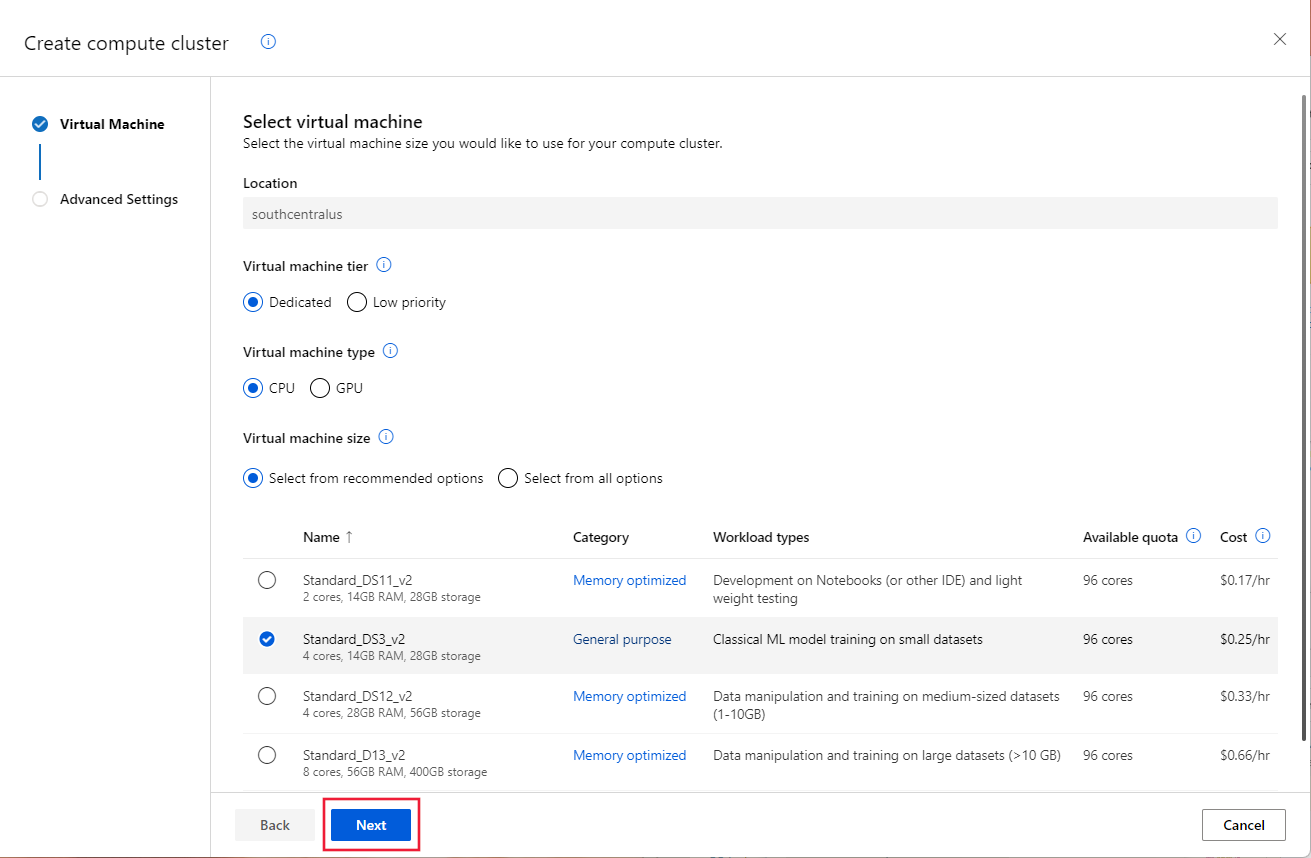 Create compute cluster
Virtual Machine
Advanced Settings
Select virtual machine
Select the virtual machine size you would like to use for your compute cluster.
Location
southcentralus
Virtual machine tier
Dedicated Low priority
Virtual machine type
CPU GPU
Virtual machine size
Select from recommended options Select from all options
Name ↑ Category Workload types Available quota Cost
Standard_DS11_v2 Memory optimized Development on Notebooks (or other IDE) and light 96 cores $0.17/hr
2 cores, 14GB RAM, 28GB storage weight testing
Standard_DS3_v2 General purpose Classical ML model training on small datasets 96 cores $0.25/hr
4 cores, 14GB RAM, 28GB storage
Standard_DS12_v2 Memory optimized Data manipulation and training on medium-sized datasets 96 cores $0.33/hr
4 cores, 28GB RAM, 56GB storage (1-10GB)
Standard_D13_v2 Memory optimized Data manipulation and training on large datasets (>10 GB) 96 cores $0.66/hr
8 cores, 56GB RAM, 400GB storage
Back Next Cancel